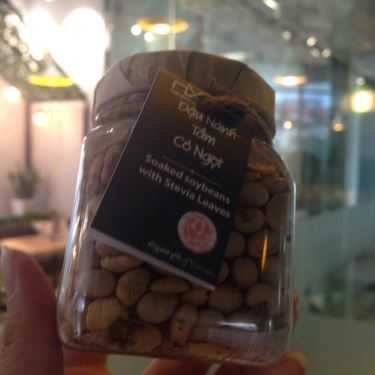 Đậu Nành
Tẩm
Cỏ Ngọt
Soaked soybeans
with Stevia Leaves